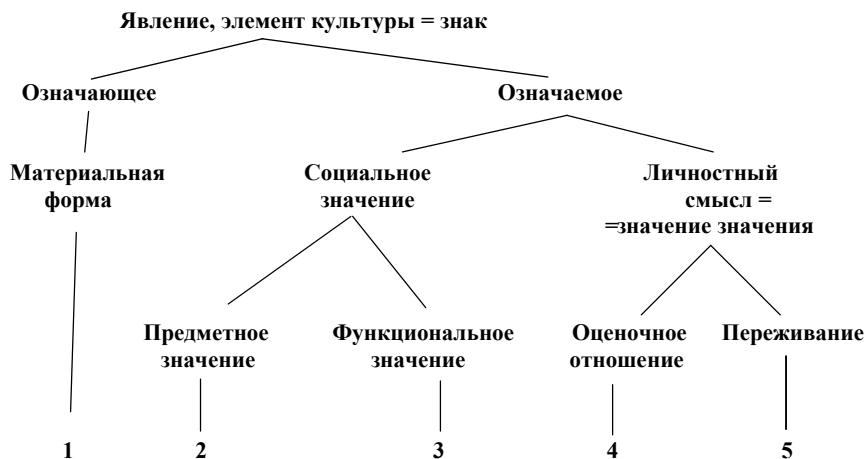 Явление, элемент культуры = знак
Означающее
Означаемое
Материальная
форма
Социальное
значение
Личностный
смысл =
=значение значения
Предметное
значение
Функциональное
значение
Оценочное
отношение
Переживание
1
2
3
4
5